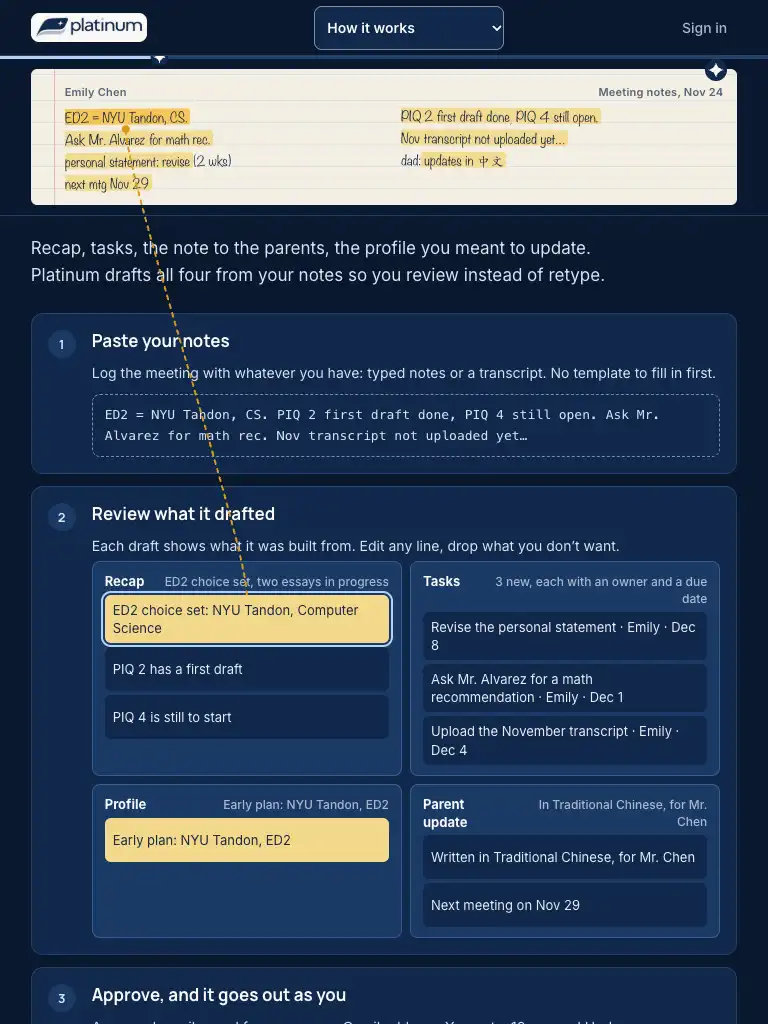 platinum
How it works
Sign in
Emily Chen
Meeting notes, Nov 24
ED2 = NYU Tandon, CS.
Ask Mr. Alvarez for math rec.
personal statement: revise (2 wks)
next mtg Nov 29
PIQ 2 first draft done. PIQ 4 still open.
Nov transcript not uploaded yet...
dad: updates in 中文
Recap, tasks, the note to the parents, the profile you meant to update.
Platinum drafts all four from your notes so you review instead of retype.
1
Paste your notes
Log the meeting with whatever you have: typed notes or a transcript. No template to fill in first.
ED2 = NYU Tandon, CS. PIQ 2 first draft done, PIQ 4 still open. Ask Mr.
Alvarez for math rec. Nov transcript not uploaded yet…
2
Review what it drafted
Each draft shows what it was built from. Edit any line, drop what you don’t want.
Recap
ED2 choice set, two essays in progress
ED2 choice set: NYU Tandon, Computer
Science
PIQ 2 has a first draft
PIQ 4 is still to start
Tasks
3 new, each with an owner and a due
date
Revise the personal statement · Emily · Dec
8
Ask Mr. Alvarez for a math
recommendation · Emily · Dec 1
Upload the November transcript · Emily ·
Dec 4
Profile
Early plan: NYU Tandon, ED2
Early plan: NYU Tandon, ED2
Parent
update
In Traditional Chinese, for Mr.
Chen
Written in Traditional Chinese, for Mr. Chen
Next meeting on Nov 29
3
Approve, and it goes out as you